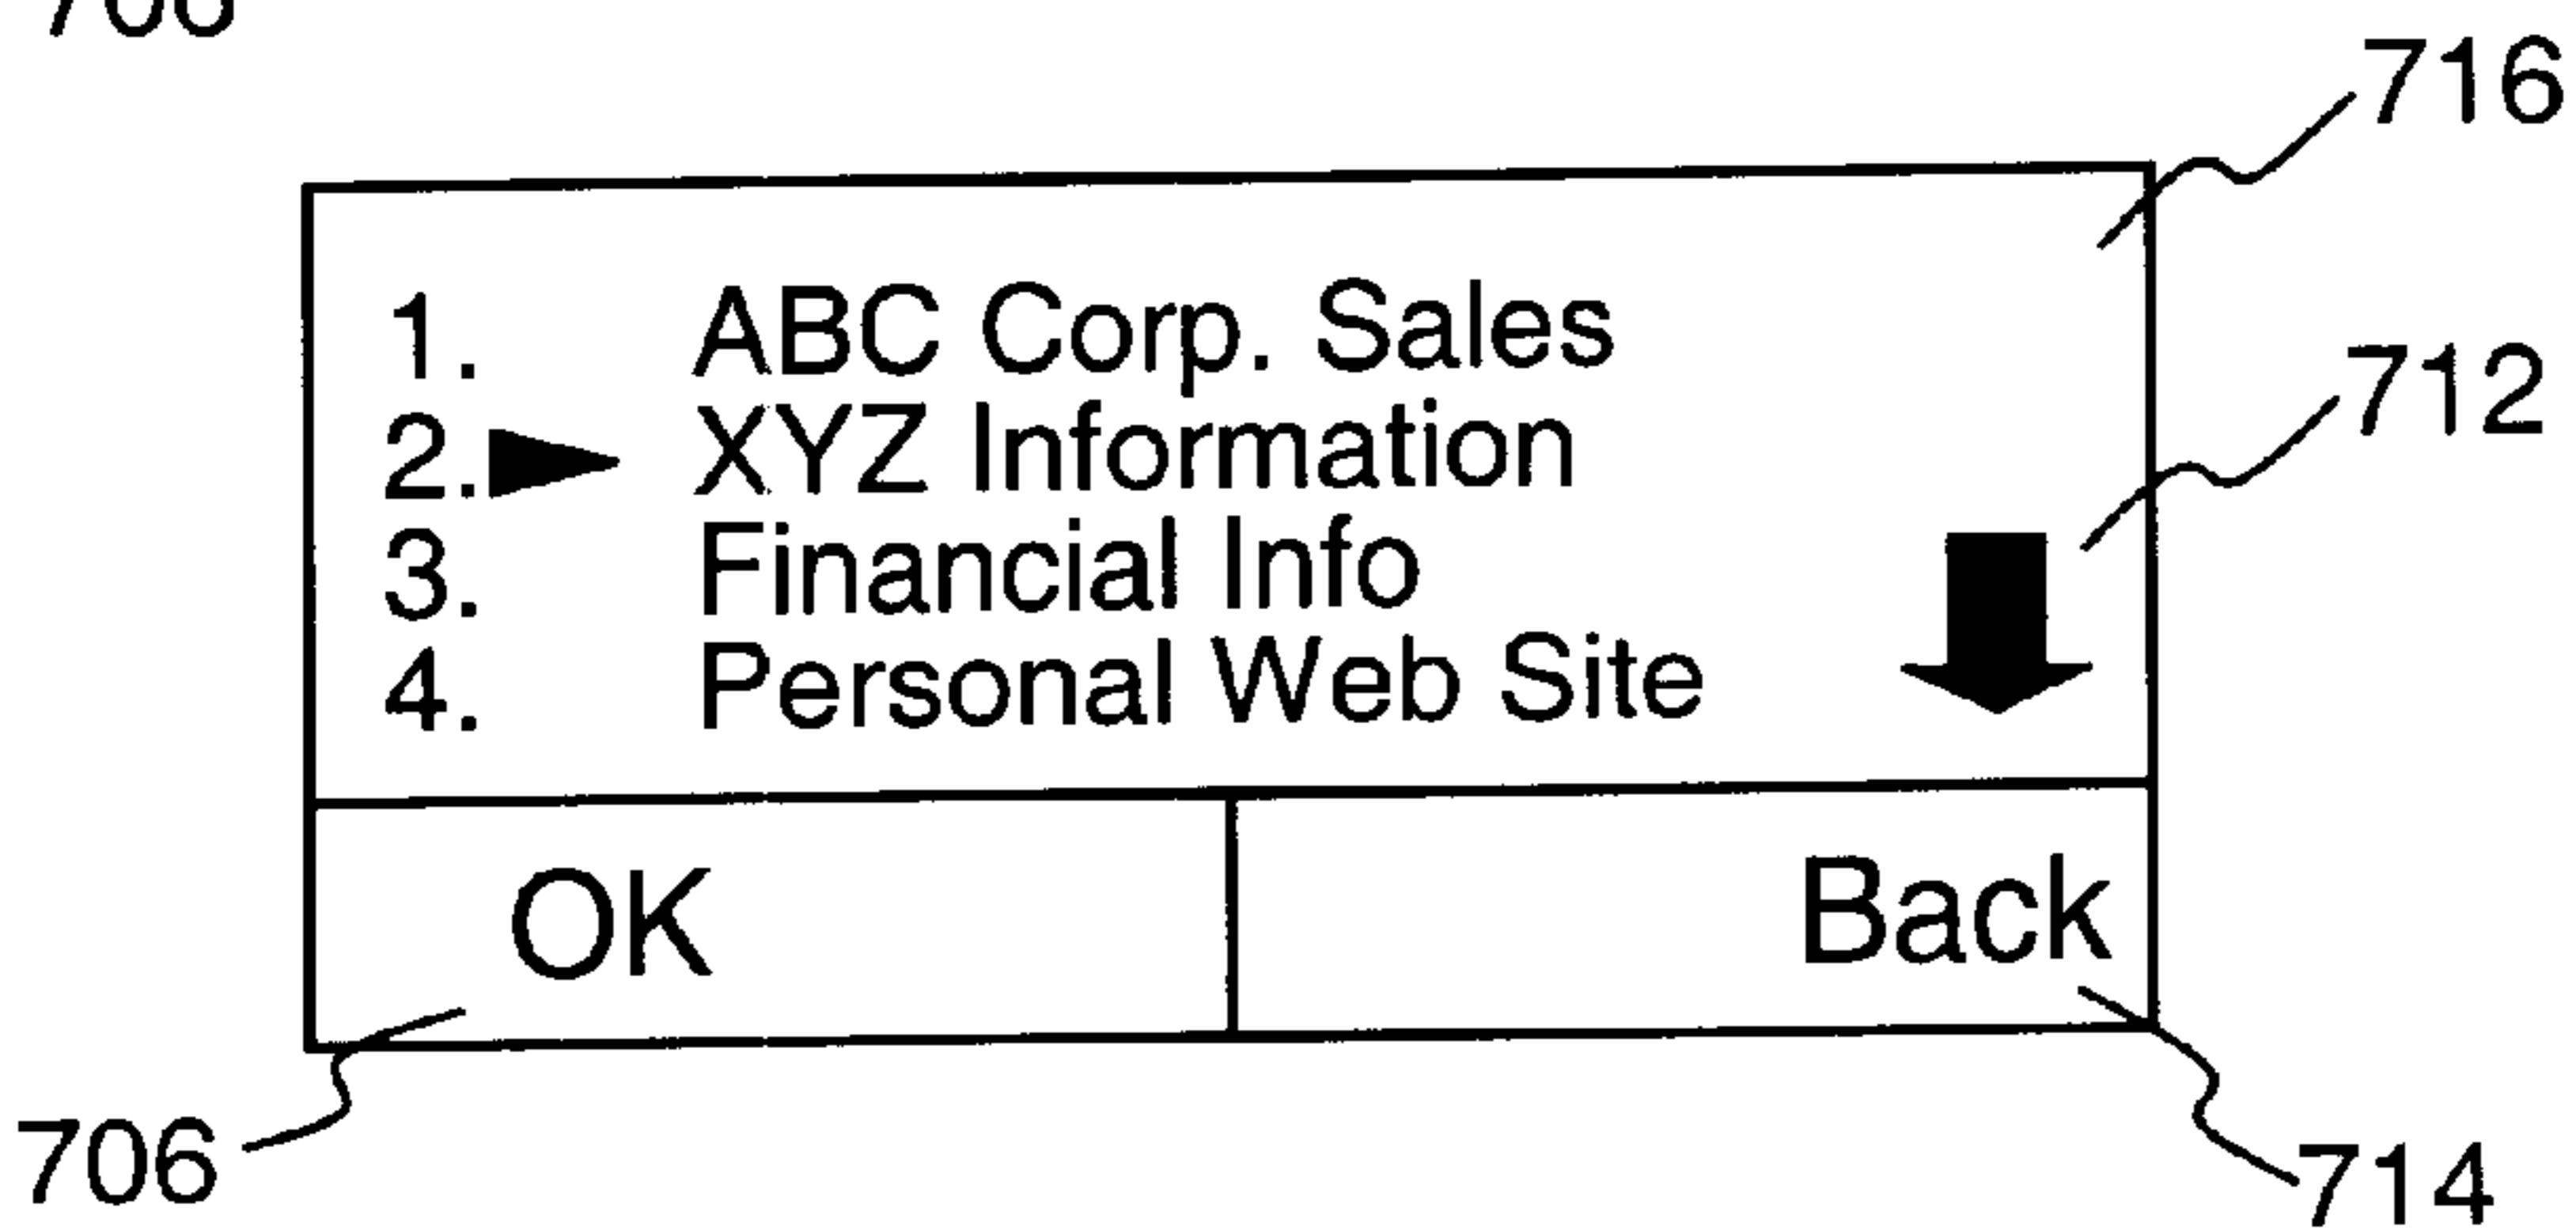 706
716
1. ABC Corp. Sales
712
2. XYZ Information
3. Financial Info
4. Personal Web Site
OK Back
706
714